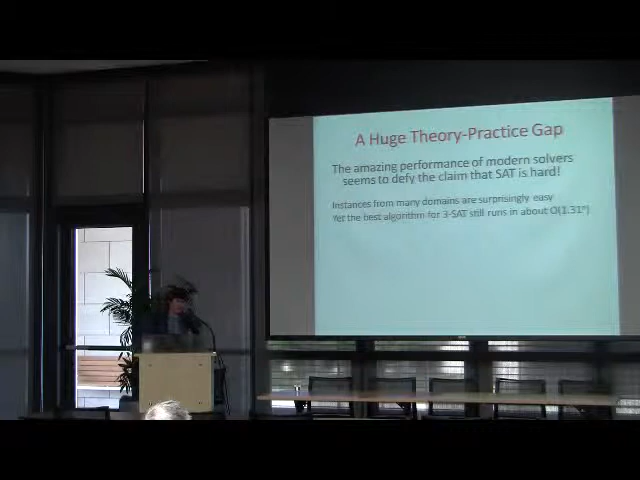 A Huge Theory-Practice Gap
The amazing performance of modern solvers
seems to defy the claim that SAT is hard!
Instances from many domains are surprisingly easy
Yet the best algorithm for 3-SAT still runs in about O(1.31ⁿ)